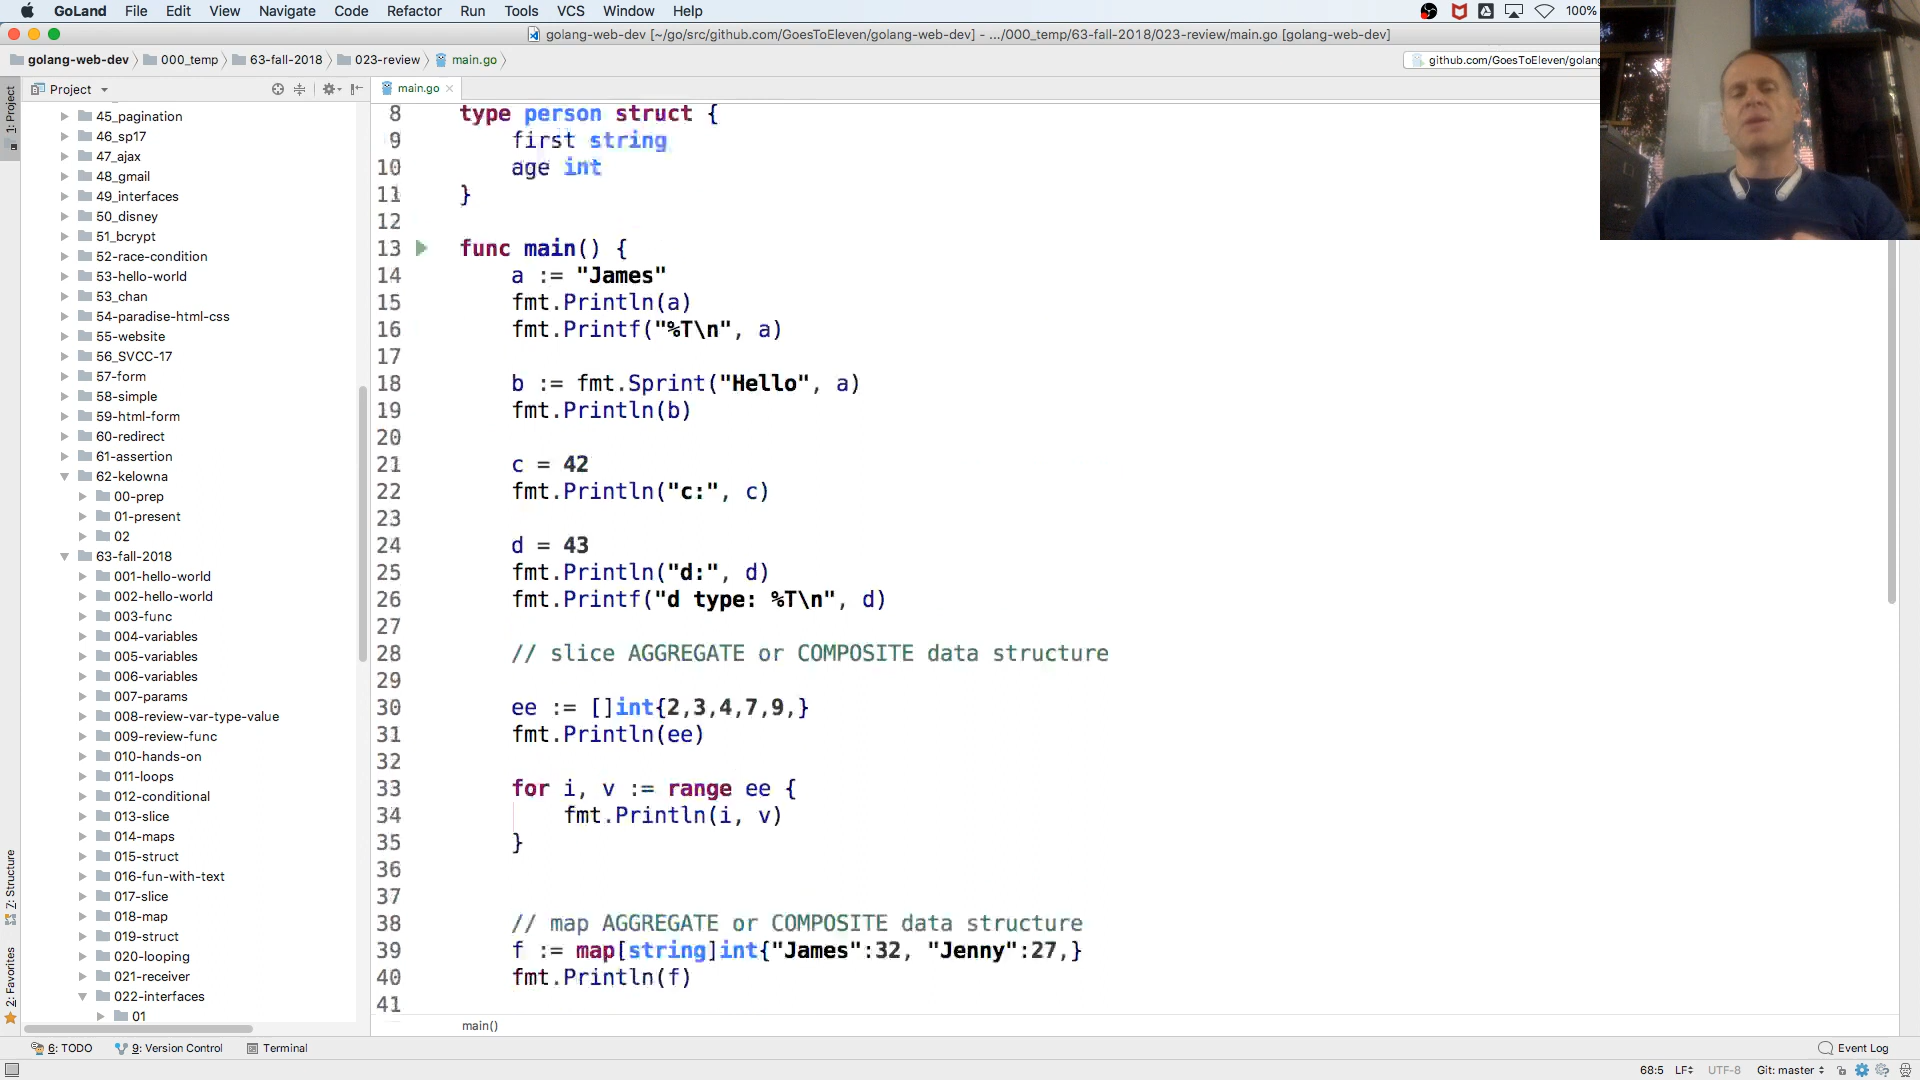 GoLand File Edit View Navigate Code Refactor Run Tools VCS Window Help 100%
golang-web-dev [~/go/src/github.com/GoesToEleven/golang-web-dev] - .../000_temp/63-fall-2018/023-review/main.go [golang-web-dev]
golang-web-dev 000_temp 63-fall-2018 023-review main.go github.com/GoesToEleven/golang
Project
main.go
1: Project
7: Structure
2: Favorites
45_pagination
46_sp17
47_ajax
48_gmail
49_interfaces
50_disney
51_bcrypt
52-race-condition
53-hello-world
53_chan
54-paradise-html-css
55-website
56_SVCC-17
57-form
58-simple
59-html-form
60-redirect
61-assertion
62-kelowna
00-prep
01-present
02
63-fall-2018
001-hello-world
002-hello-world
003-func
004-variables
005-variables
006-variables
007-params
008-review-var-type-value
009-review-func
010-hands-on
011-loops
012-conditional
013-slice
014-maps
015-struct
016-fun-with-text
017-slice
018-map
019-struct
020-looping
021-receiver
022-interfaces
01
8 type person struct {
9 first string
10 age int
11 }
12
13 func main() {
14 a := "James"
15 fmt.Println(a)
16 fmt.Printf("%T\n", a)
17
18 b := fmt.Sprint("Hello", a)
19 fmt.Println(b)
20
21 c = 42
22 fmt.Println("c:", c)
23
24 d = 43
25 fmt.Println("d:", d)
26 fmt.Printf("d type: %T\n", d)
27
28 // slice AGGREGATE or COMPOSITE data structure
29
30 ee := []int{2,3,4,7,9,}
31 fmt.Println(ee)
32
33 for i, v := range ee {
34 fmt.Println(i, v)
35 }
36
37
38 // map AGGREGATE or COMPOSITE data structure
39 f := map[string]int{"James":32, "Jenny":27,}
40 fmt.Println(f)
41
main()
6: TODO 9: Version Control Terminal Event Log
68:5 LF UTF-8 Git: master